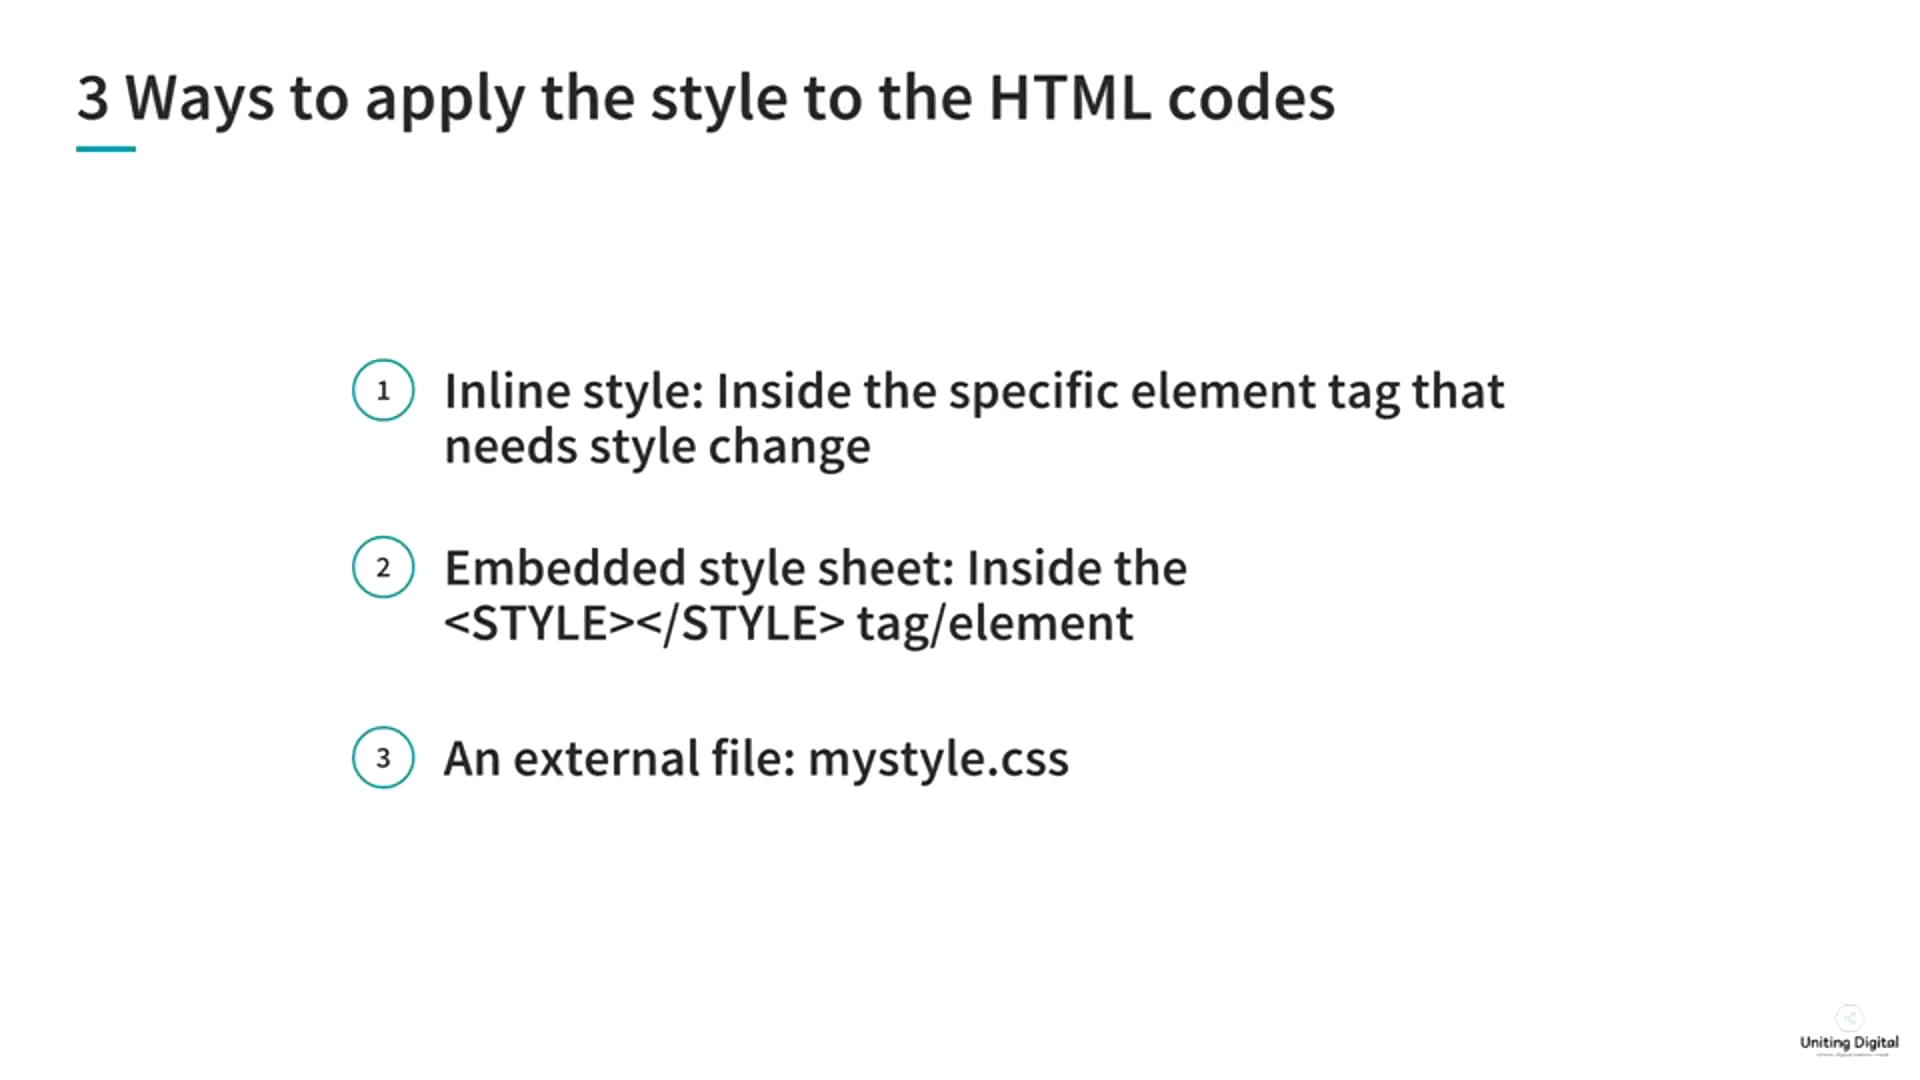 3 Ways to apply the style to the HTML codes
1 Inline style: Inside the specific element tag that
needs style change
2 Embedded style sheet: Inside the
<STYLE></STYLE> tag/element
3 An external file: mystyle.css
Uniting Digital